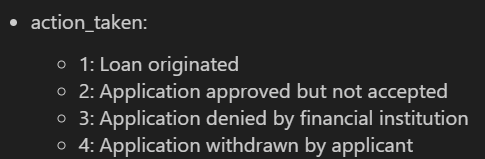 action_taken:
1: Loan originated
2: Application approved but not accepted
3: Application denied by financial institution
4: Application withdrawn by applicant